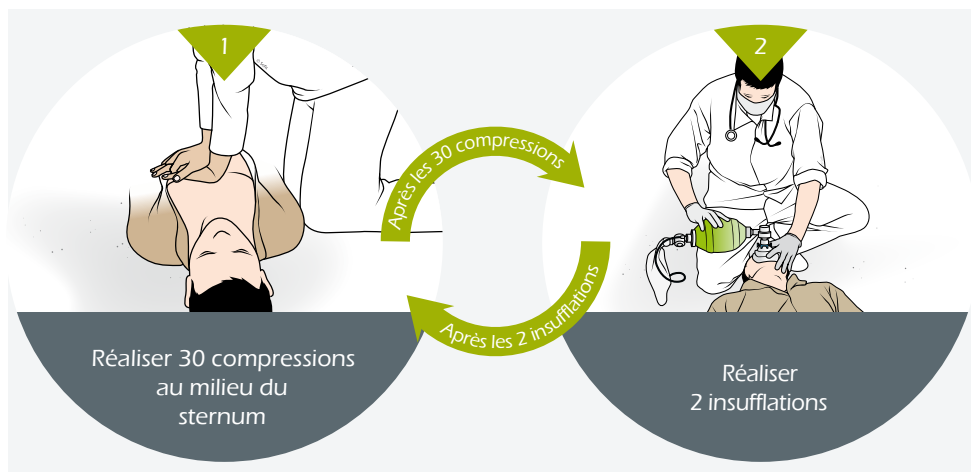 1
2
Après les 30 compressions
Après les 2 insufflations
Réaliser 30 compressions
au milieu du
sternum
Réaliser
2 insufflations